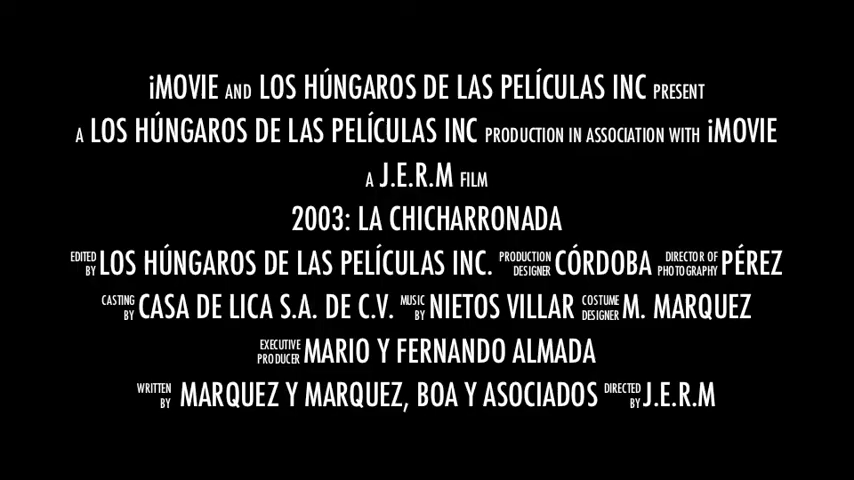 iMOVIE AND LOS HÚNGAROS DE LAS PELÍCULAS INC PRESENT
A LOS HÚNGAROS DE LAS PELÍCULAS INC PRODUCTION IN ASSOCIATION WITH iMOVIE
A J.E.R.M FILM
2003: LA CHICHARRONADA
EDITED BY LOS HÚNGAROS DE LAS PELÍCULAS INC. PRODUCTION DESIGNER CÓRDOBA DIRECTOR OF PHOTOGRAPHY PÉREZ
CASTING BY CASA DE LICA S.A. DE C.V. MUSIC BY NIETOS VILLAR COSTUME DESIGNER M. MARQUEZ
EXECUTIVE PRODUCER MARIO Y FERNANDO ALMADA
WRITTEN BY MARQUEZ Y MARQUEZ, BOA Y ASOCIADOS DIRECTED BY J.E.R.M